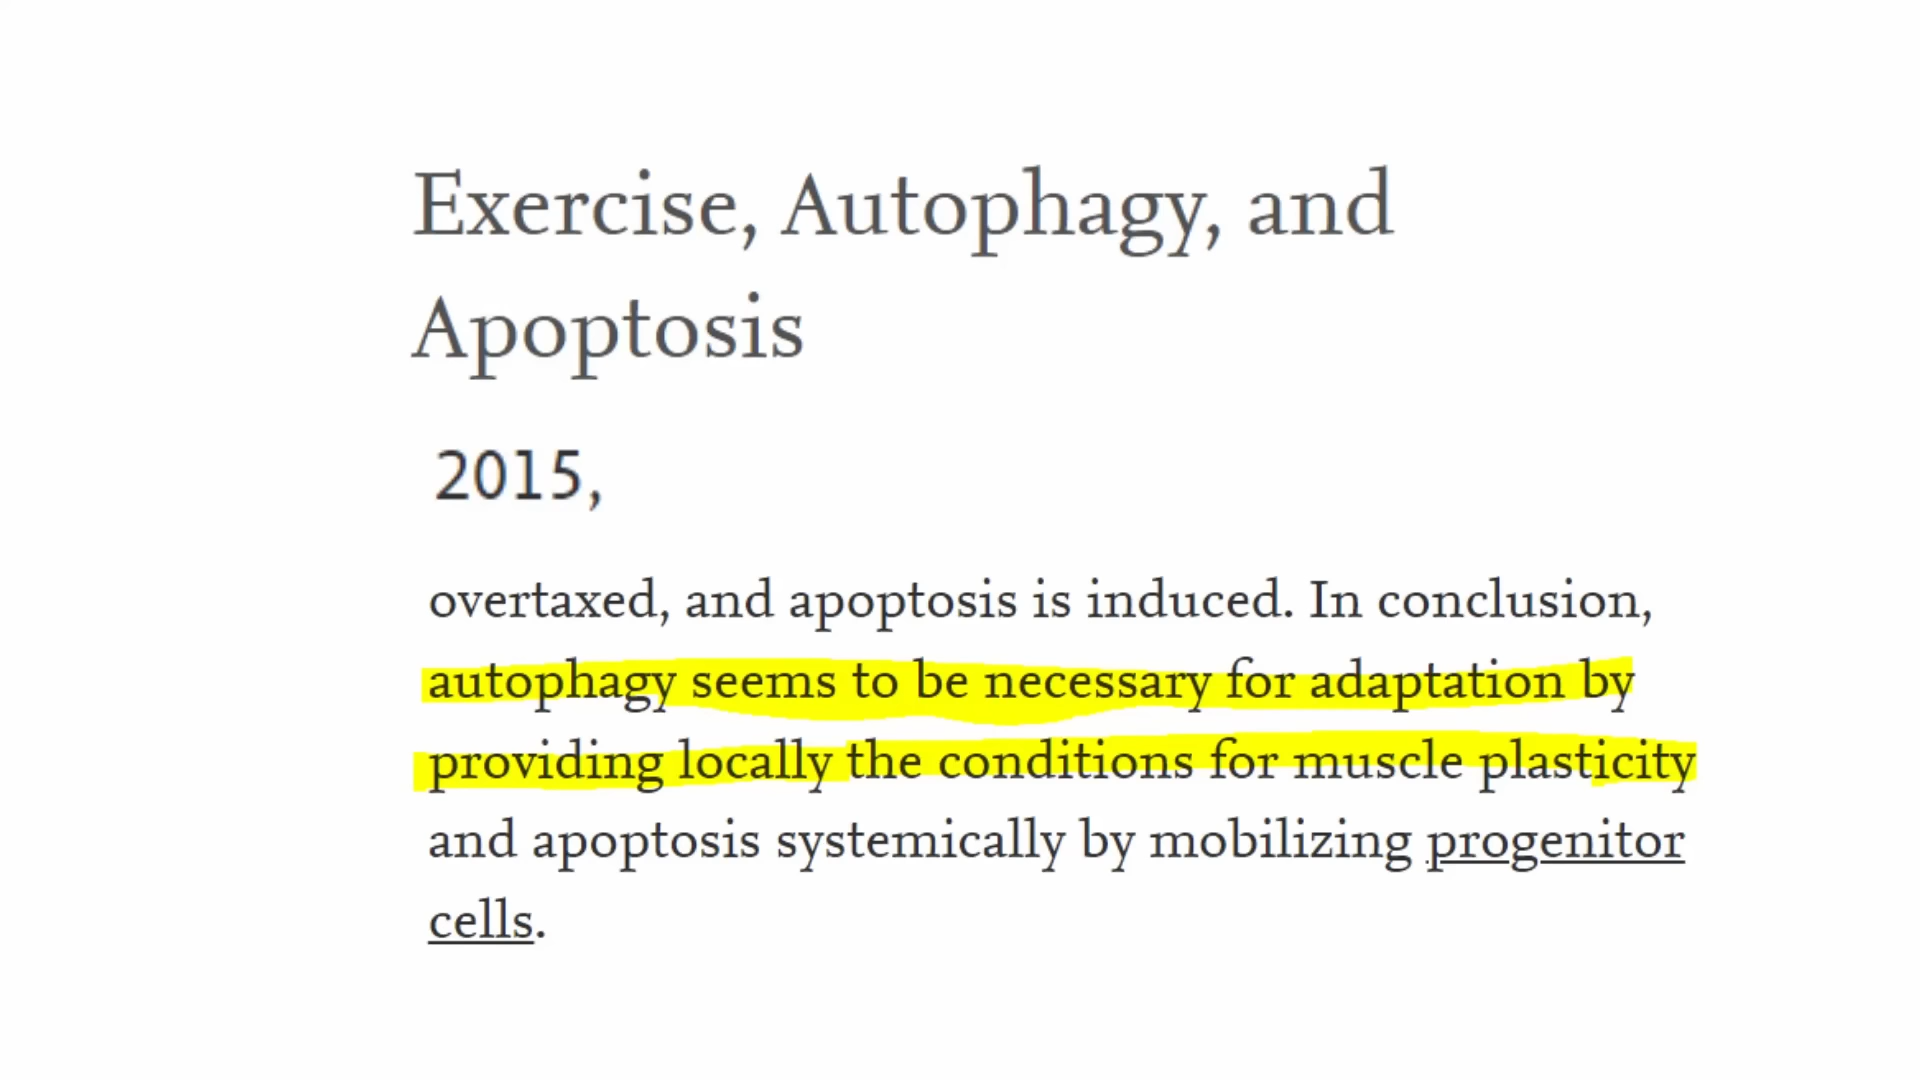 Exercise, Autophagy, and
Apoptosis
2015,
overtaxed, and apoptosis is induced. In conclusion,
autophagy seems to be necessary for adaptation by
providing locally the conditions for muscle plasticity
and apoptosis systemically by mobilizing progenitor
cells.